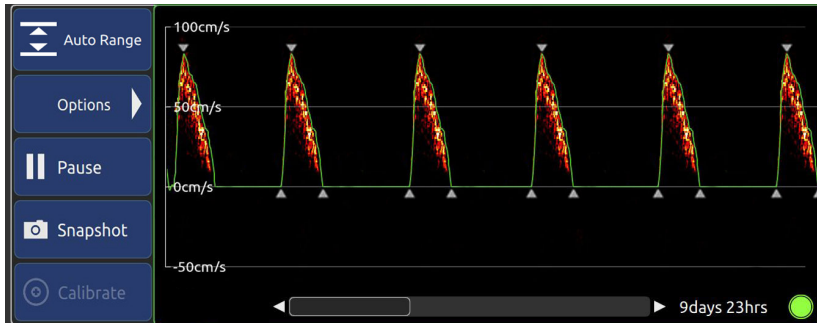 Auto Range
Options
Pause
Snapshot
Calibrate
100cm/s
50cm/s
0cm/s
-50cm/s
9days 23hrs